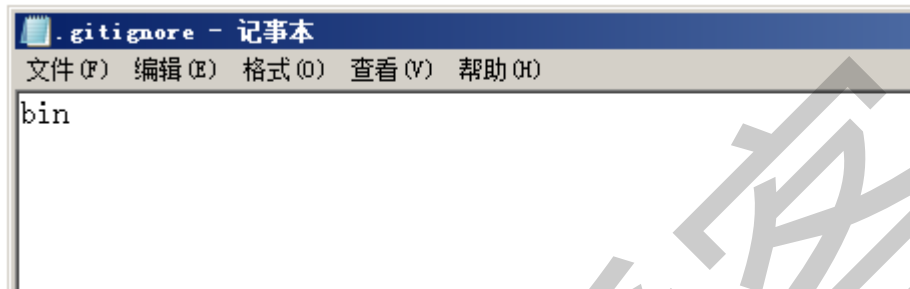 .gitignore - 记事本
文件(F) 编辑(E) 格式(O) 查看(V) 帮助(H)
bin